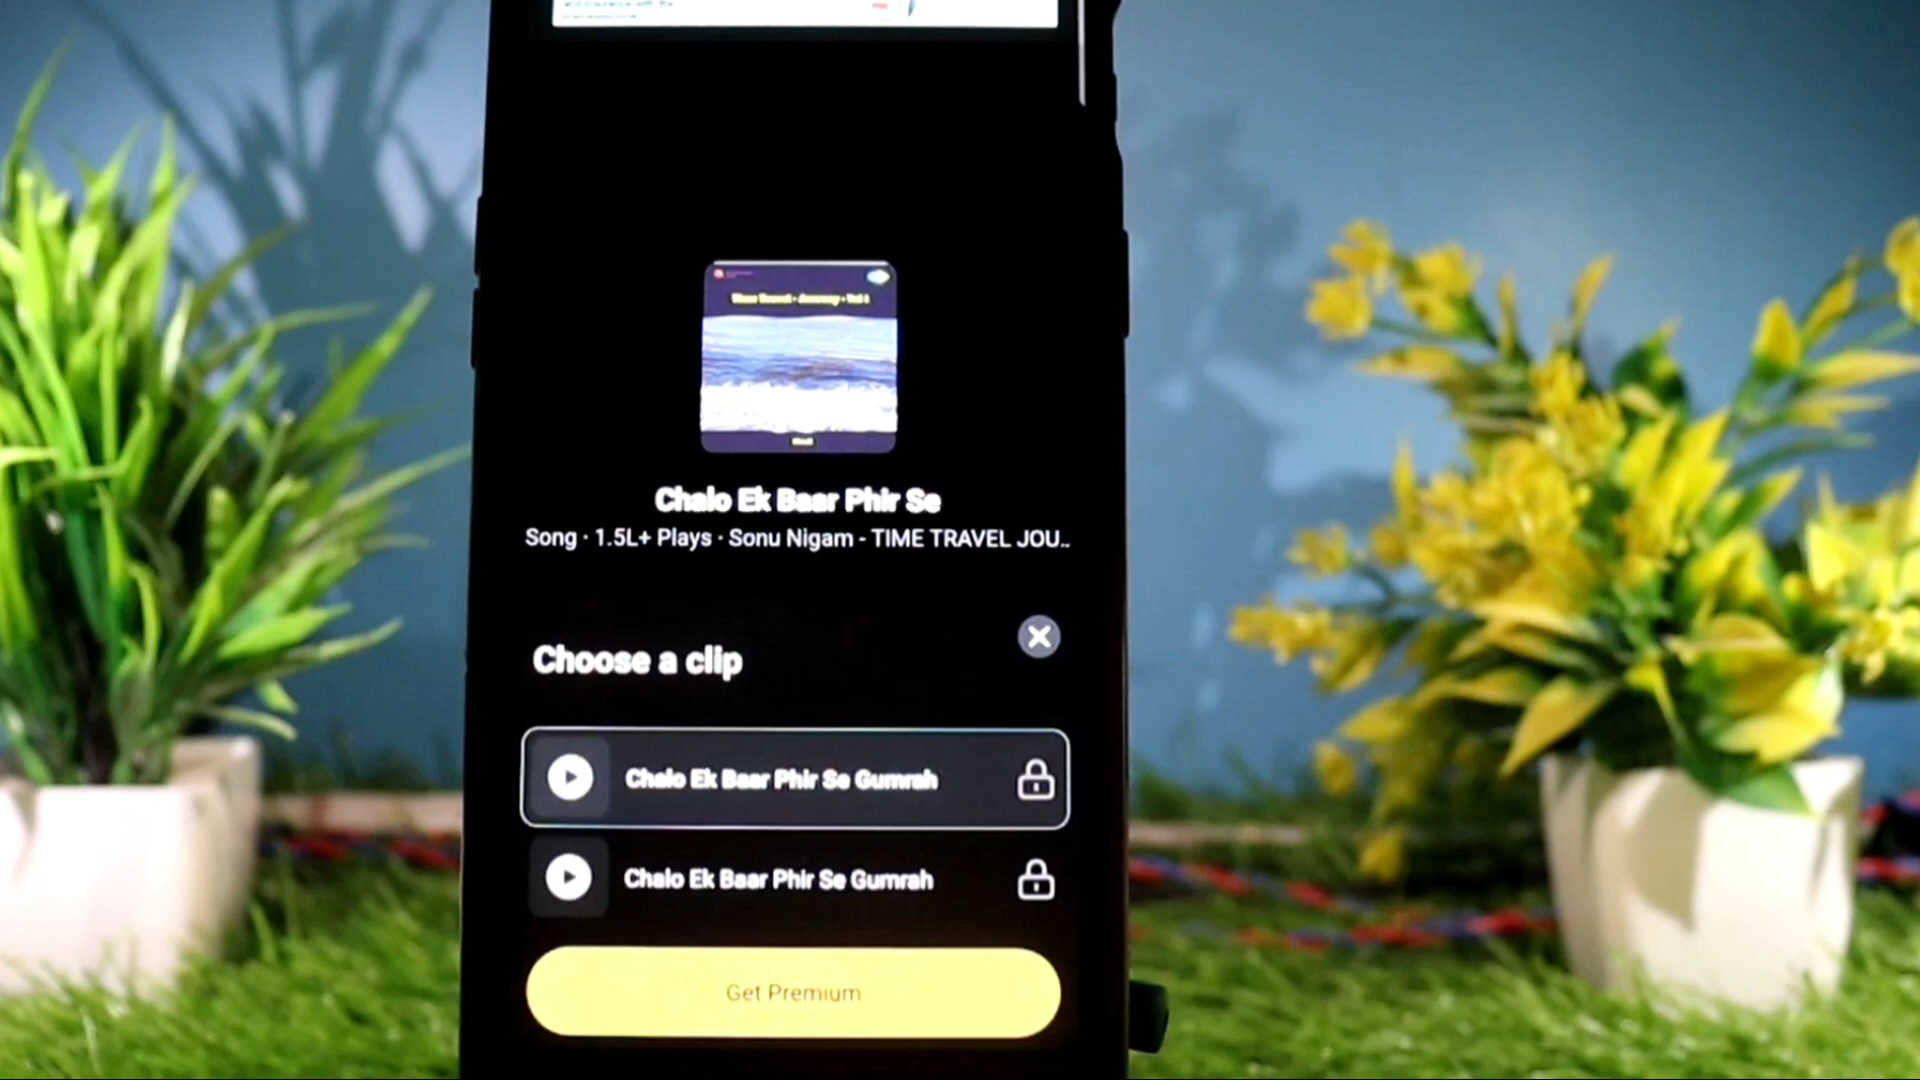 Chalo Ek Baar Phir Se
Song · 1.5L+ Plays · Sonu Nigam - TIME TRAVEL JOU..
Choose a clip
Chalo Ek Baar Phir Se Gumrah
Chalo Ek Baar Phir Se Gumrah
Get Premium